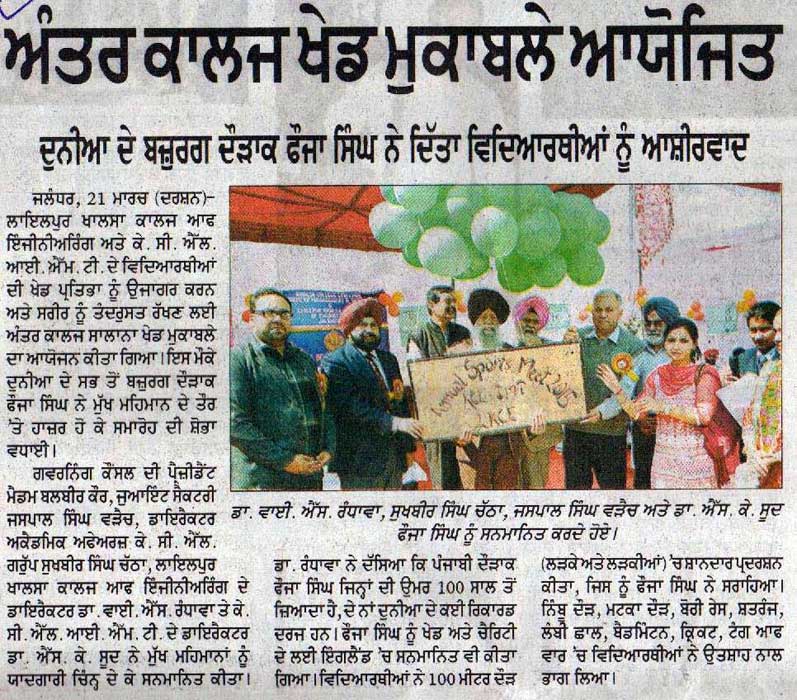 ਅੰਤਰ ਕਾਲਜ ਖੇਡ ਮੁਕਾਬਲੇ ਆਯੋਜਿਤ
ਦੁਨੀਆ ਦੇ ਬਜ਼ੁਰਗ ਦੌੜਾਕ ਫੌਜਾ ਸਿੰਘ ਨੇ ਦਿੱਤਾ ਵਿਦਿਆਰਥੀਆਂ ਨੂੰ ਆਸ਼ੀਰਵਾਦ
ਜਲੰਧਰ, 21 ਮਾਰਚ (ਦਰਸ਼ਨ)-
ਲਾਇਲਪੁਰ ਖਾਲਸਾ ਕਾਲਜ ਆਫ
ਇੰਜੀਨੀਅਰਿੰਗ ਅਤੇ ਕੇ. ਸੀ. ਐੱਲ.
ਆਈ. ਐੱਮ. ਟੀ. ਦੇ ਵਿਦਿਆਰਥੀਆਂ
ਦੀ ਖੇਡ ਪ੍ਰਤਿਭਾ ਨੂੰ ਉਜਾਗਰ ਕਰਨ
ਅਤੇ ਸਰੀਰ ਨੂੰ ਤੰਦਰੁਸਤ ਰੱਖਣ ਲਈ
ਅੰਤਰ ਕਾਲਜ ਸਾਲਾਨਾ ਖੇਡ ਮੁਕਾਬਲੇ
ਦਾ ਆਯੋਜਨ ਕੀਤਾ ਗਿਆ। ਇਸ ਮੌਕੇ
ਦੁਨੀਆ ਦੇ ਸਭ ਤੋਂ ਬਜ਼ੁਰਗ ਦੌੜਾਕ
ਫੌਜਾ ਸਿੰਘ ਨੇ ਮੁੱਖ ਮਹਿਮਾਨ ਦੇ ਤੌਰ
'ਤੇ ਹਾਜ਼ਰ ਹੋ ਕੇ ਸਮਾਰੋਹ ਦੀ ਸ਼ੋਭਾ
ਵਧਾਈ।
ਗਵਰਨਿੰਗ ਕੌਂਸਲ ਦੀ ਪ੍ਰੈਜ਼ੀਡੈਂਟ
ਮੈਡਮ ਬਲਬੀਰ ਕੌਰ, ਜੁਆਇੰਟ ਸੈਕਟਰੀ
ਜਸਪਾਲ ਸਿੰਘ ਵੜੈਚ, ਡਾਇਰੈਕਟਰ
ਅਕੈਡਮਿਕ ਅਫੇਅਰਜ਼ ਕੇ. ਸੀ. ਐੱਲ.
ਗਰੁੱਪ ਸੁਖਬੀਰ ਸਿੰਘ ਚੱਠਾ, ਲਾਇਲਪੁਰ
ਖਾਲਸਾ ਕਾਲਜ ਆਫ ਇੰਜੀਨੀਅਰਿੰਗ ਦੇ
ਡਾਇਰੈਕਟਰ ਡਾ. ਵਾਈ. ਐੱਸ. ਰੰਧਾਵਾ ਤੇ ਕੇ.
ਸੀ. ਐੱਲ. ਆਈ. ਐੱਮ. ਟੀ. ਦੇ ਡਾਇਰੈਕਟਰ
ਡਾ. ਐੱਸ. ਕੇ. ਸੂਦ ਨੇ ਮੁੱਖ ਮਹਿਮਾਨਾਂ ਨੂੰ
ਯਾਦਗਾਰੀ ਚਿੰਨ੍ਹ ਦੇ ਕੇ ਸਨਮਾਨਿਤ ਕੀਤਾ।
Annual Sports Meet 2015
KCL IMT
LKCE
ਡਾ. ਵਾਈ. ਐੱਸ. ਰੰਧਾਵਾ, ਸੁਖਬੀਰ ਸਿੰਘ ਚੱਠਾ, ਜਸਪਾਲ ਸਿੰਘ ਵੜੈਚ ਅਤੇ ਡਾ. ਐੱਸ. ਕੇ. ਸੂਦ
ਫੌਜਾ ਸਿੰਘ ਨੂੰ ਸਨਮਾਨਿਤ ਕਰਦੇ ਹੋਏ।
ਡਾ. ਰੰਧਾਵਾ ਨੇ ਦੱਸਿਆ ਕਿ ਪੰਜਾਬੀ ਦੌੜਾਕ
ਫੌਜਾ ਸਿੰਘ ਜਿਨ੍ਹਾਂ ਦੀ ਉਮਰ 100 ਸਾਲ ਤੋਂ
ਜ਼ਿਆਦਾ ਹੈ, ਦੇ ਨਾਂ ਦੁਨੀਆ ਦੇ ਕਈ ਰਿਕਾਰਡ
ਦਰਜ ਹਨ। ਫੌਜਾ ਸਿੰਘ ਨੂੰ ਖੇਡ ਅਤੇ ਚੈਰਿਟੀ
ਦੇ ਲਈ ਇੰਗਲੈਂਡ 'ਚ ਸਨਮਾਨਿਤ ਵੀ ਕੀਤਾ
ਗਿਆ। ਵਿਦਿਆਰਥੀਆਂ ਨੇ 100 ਮੀਟਰ ਦੌੜ
(ਲੜਕੇ ਅਤੇ ਲੜਕੀਆਂ) 'ਚ ਸ਼ਾਨਦਾਰ ਪ੍ਰਦਰਸ਼ਨ
ਕੀਤਾ, ਜਿਸ ਨੂੰ ਫੌਜਾ ਸਿੰਘ ਨੇ ਸਰਾਹਿਆ।
ਨਿੰਬੂ ਦੌੜ, ਮਟਕਾ ਦੌੜ, ਬੋਰੀ ਰੇਸ, ਸ਼ਤਰੰਜ,
ਲੰਬੀ ਛਾਲ, ਬੈਡਮਿੰਟਨ, ਕ੍ਰਿਕਟ, ਟੰਗ ਆਫ
ਵਾਰ 'ਚ ਵਿਦਿਆਰਥੀਆਂ ਨੇ ਉਤਸ਼ਾਹ ਨਾਲ
ਭਾਗ ਲਿਆ।